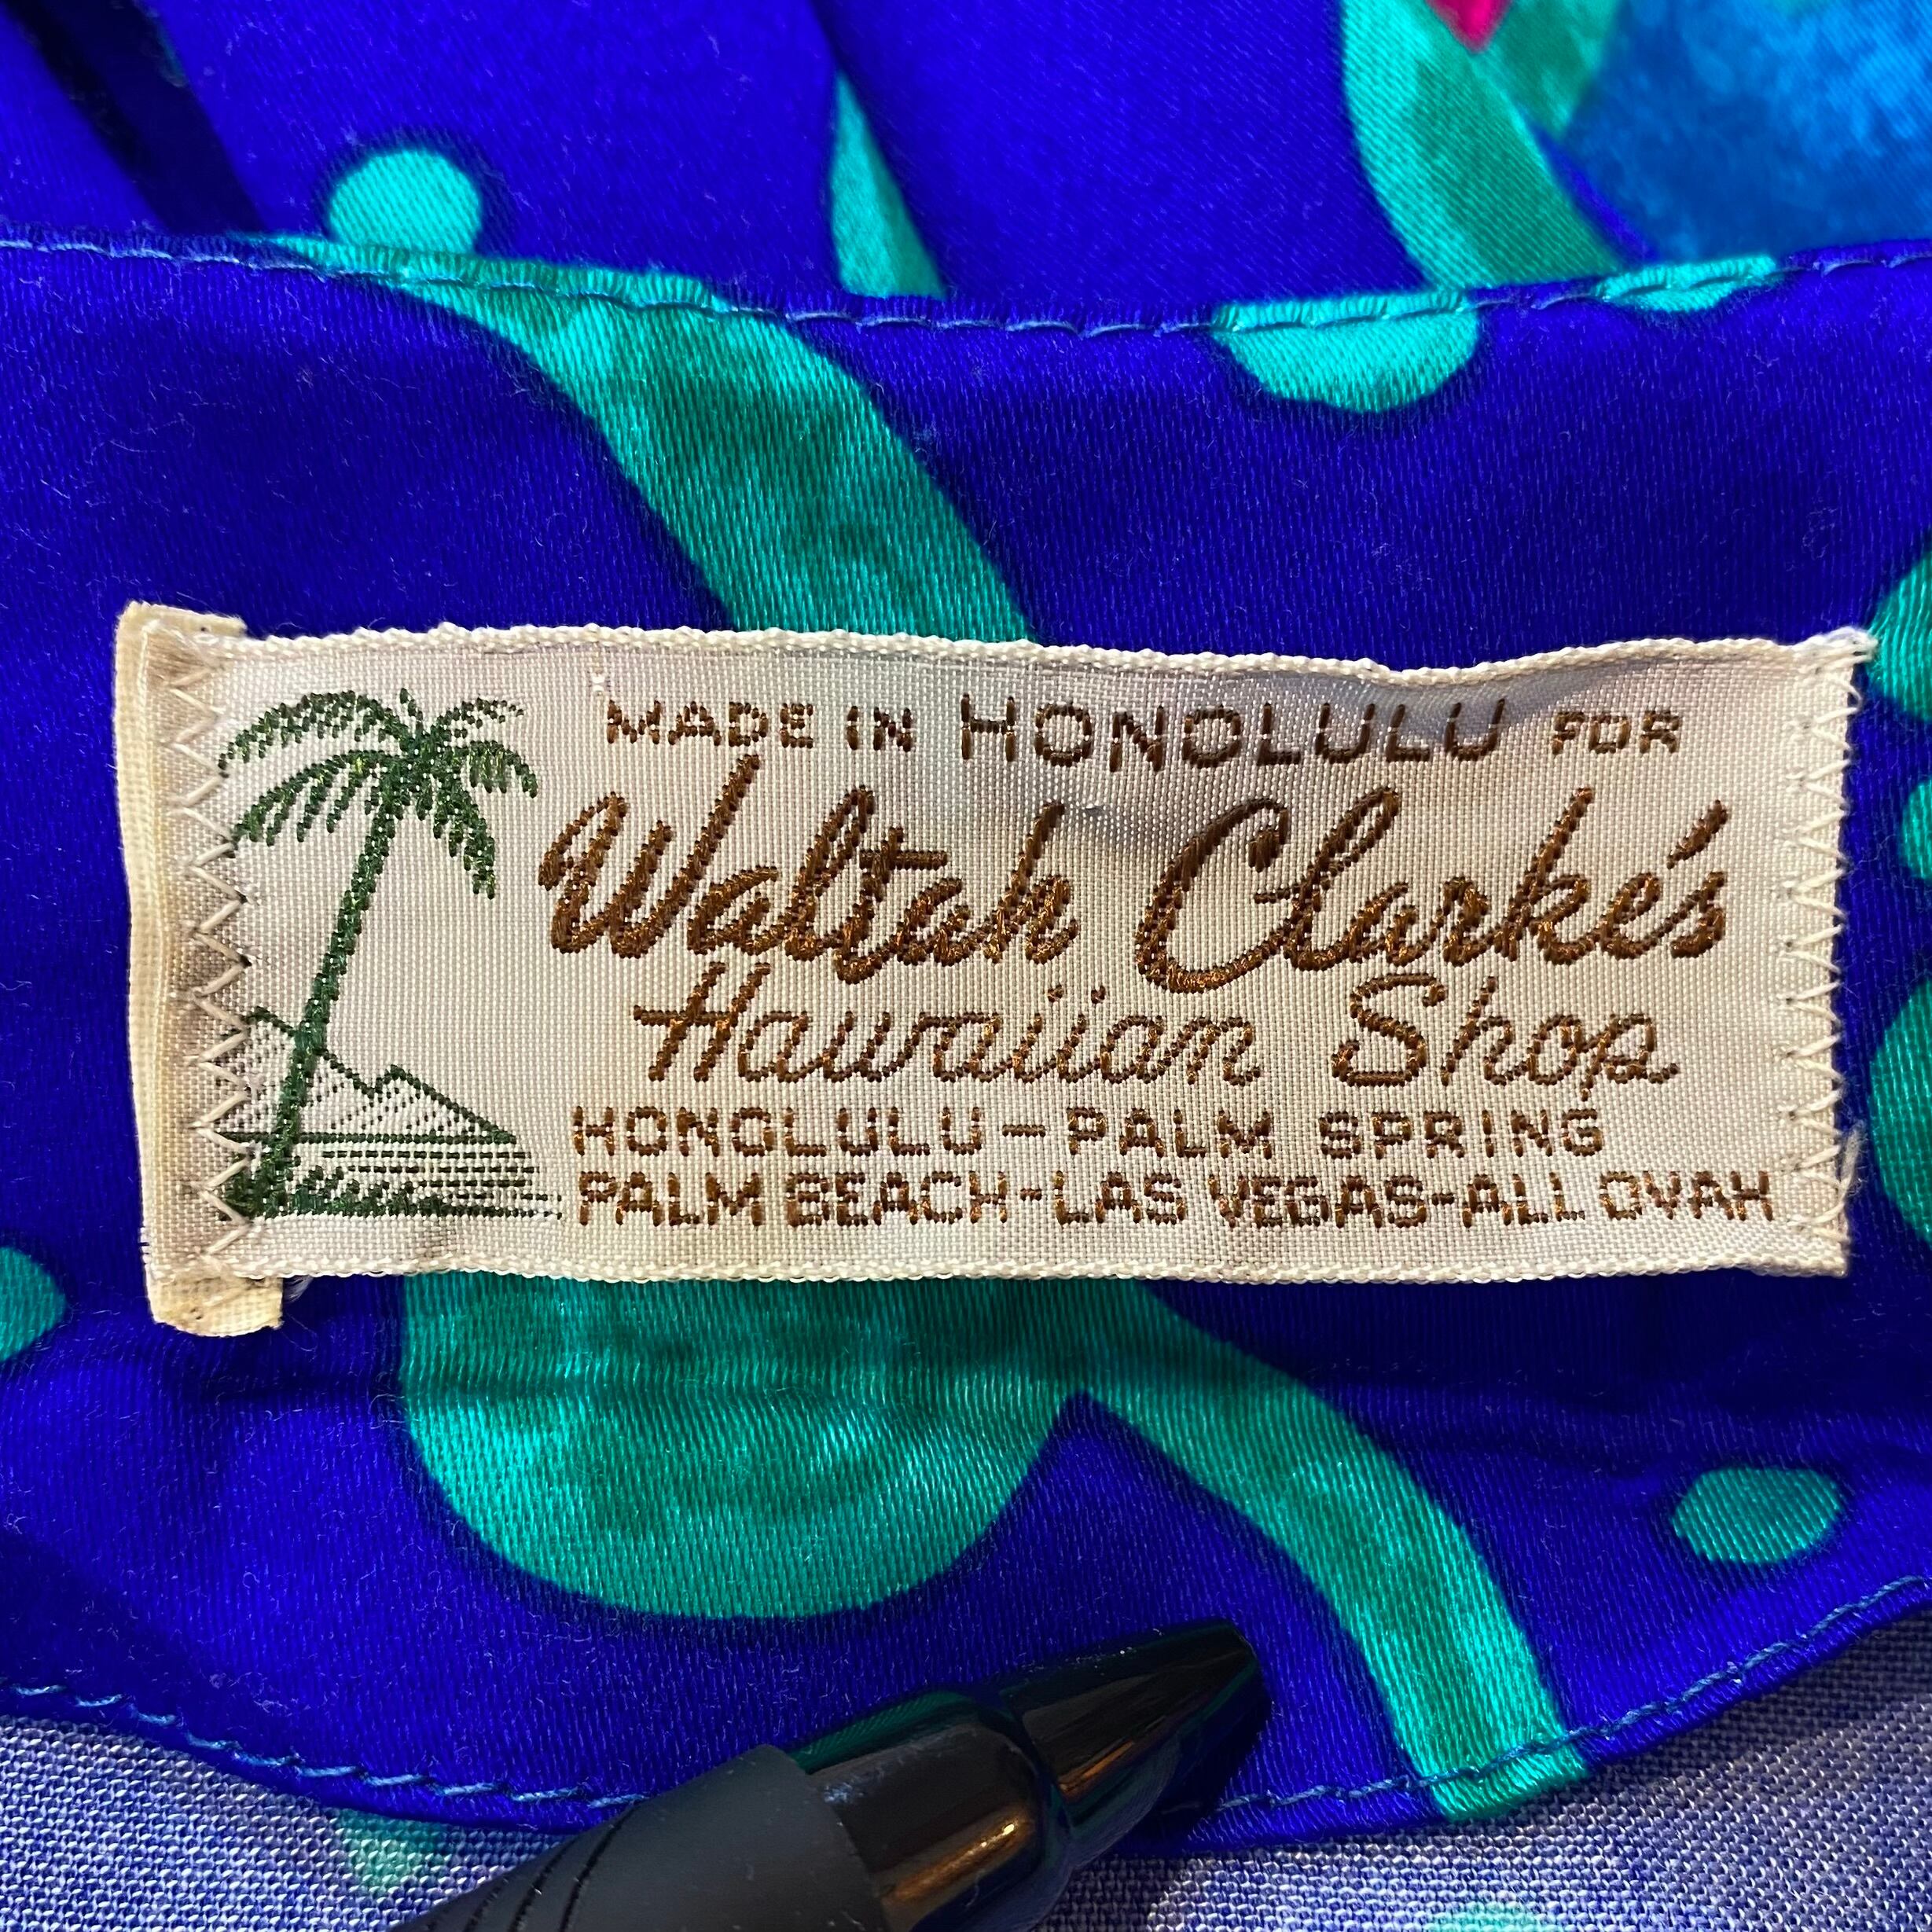 MADE IN HONOLULU FOR
Waltah Clarke's
Hawaiian Shop
HONOLULU-PALM SPRING
PALM BEACH-LAS VEGAS-ALL OVAH